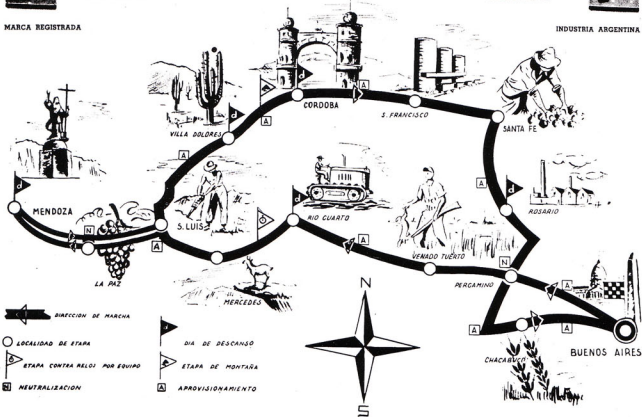 MARCA REGISTRADA
INDUSTRIA ARGENTINA
d
A
CORDOBA
S. FRANCISCO
SANTA FE
d
VILLA DOLORES
A
A
A
d
ROSARIO
d
MENDOZA
N
LA PAZ
A
S. LUIS
MERCEDES
d
RIO CUARTO
A
A
VENADO TUERTO
N
PERGAMINO
A
A
A
CHACABUCO
BUENOS AIRES
N
S
DIRECCION DE MARCHA
LOCALIDAD DE ETAPA
ETAPA CONTRA RELOJ POR EQUIPO
N NEUTRALIZACION
d DIA DE DESCANSO
ETAPA DE MONTAÑA
A APROVISIONAMIENTO